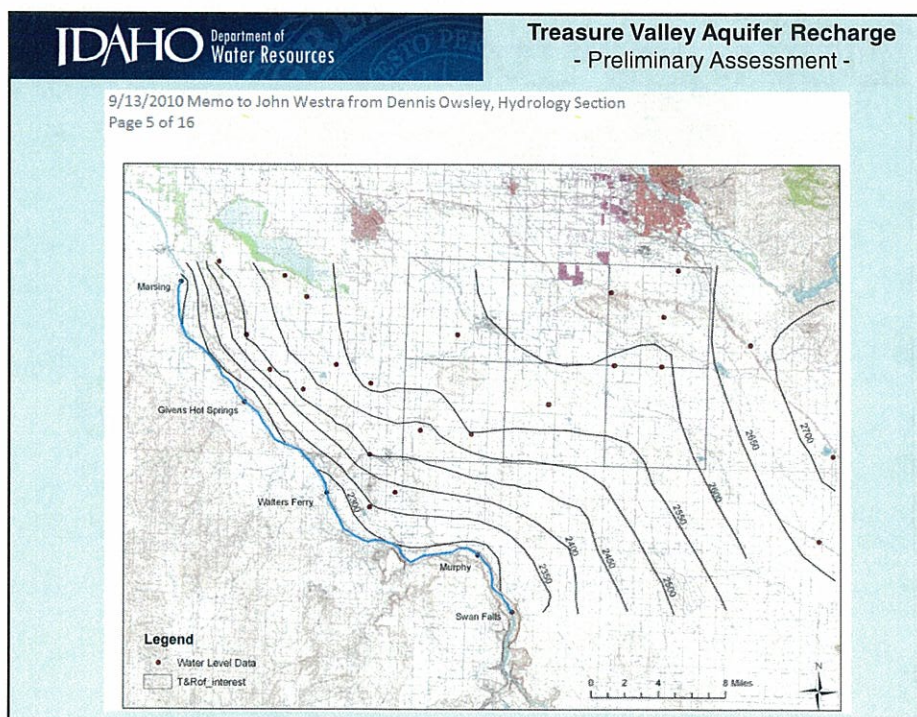 IDAHO Department of
Water Resources
Treasure Valley Aquifer Recharge
- Preliminary Assessment -
9/13/2010 Memo to John Westra from Dennis Owsley, Hydrology Section
Page 5 of 16
Marsing
Givens Hot Springs
Walters Ferry
Murphy
Swan Falls
2300
2350
2400
2450
2500
2550
2600
2650
2700
Legend
Water Level Data
T&Rof_interest
0 2 4 8 Miles
N